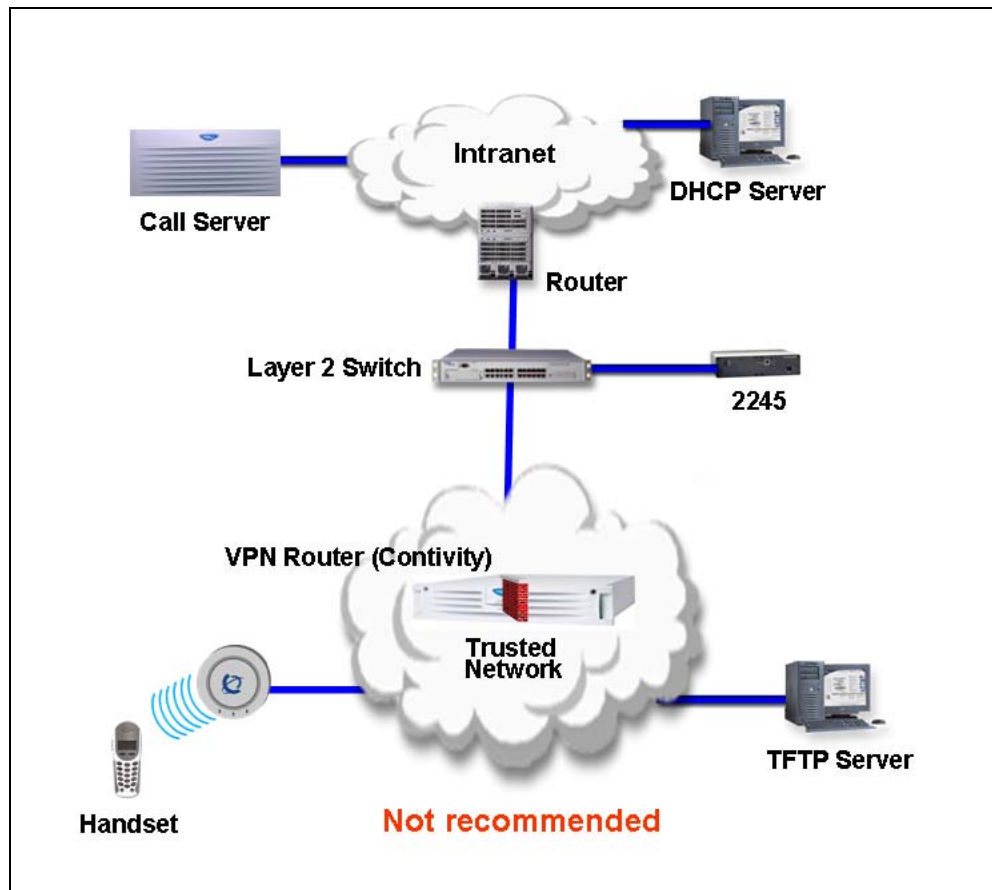 Intranet
DHCP Server
Call Server
Router
Layer 2 Switch
2245
VPN Router (Contivity)
Trusted
Network
TFTP Server
Handset
Not recommended